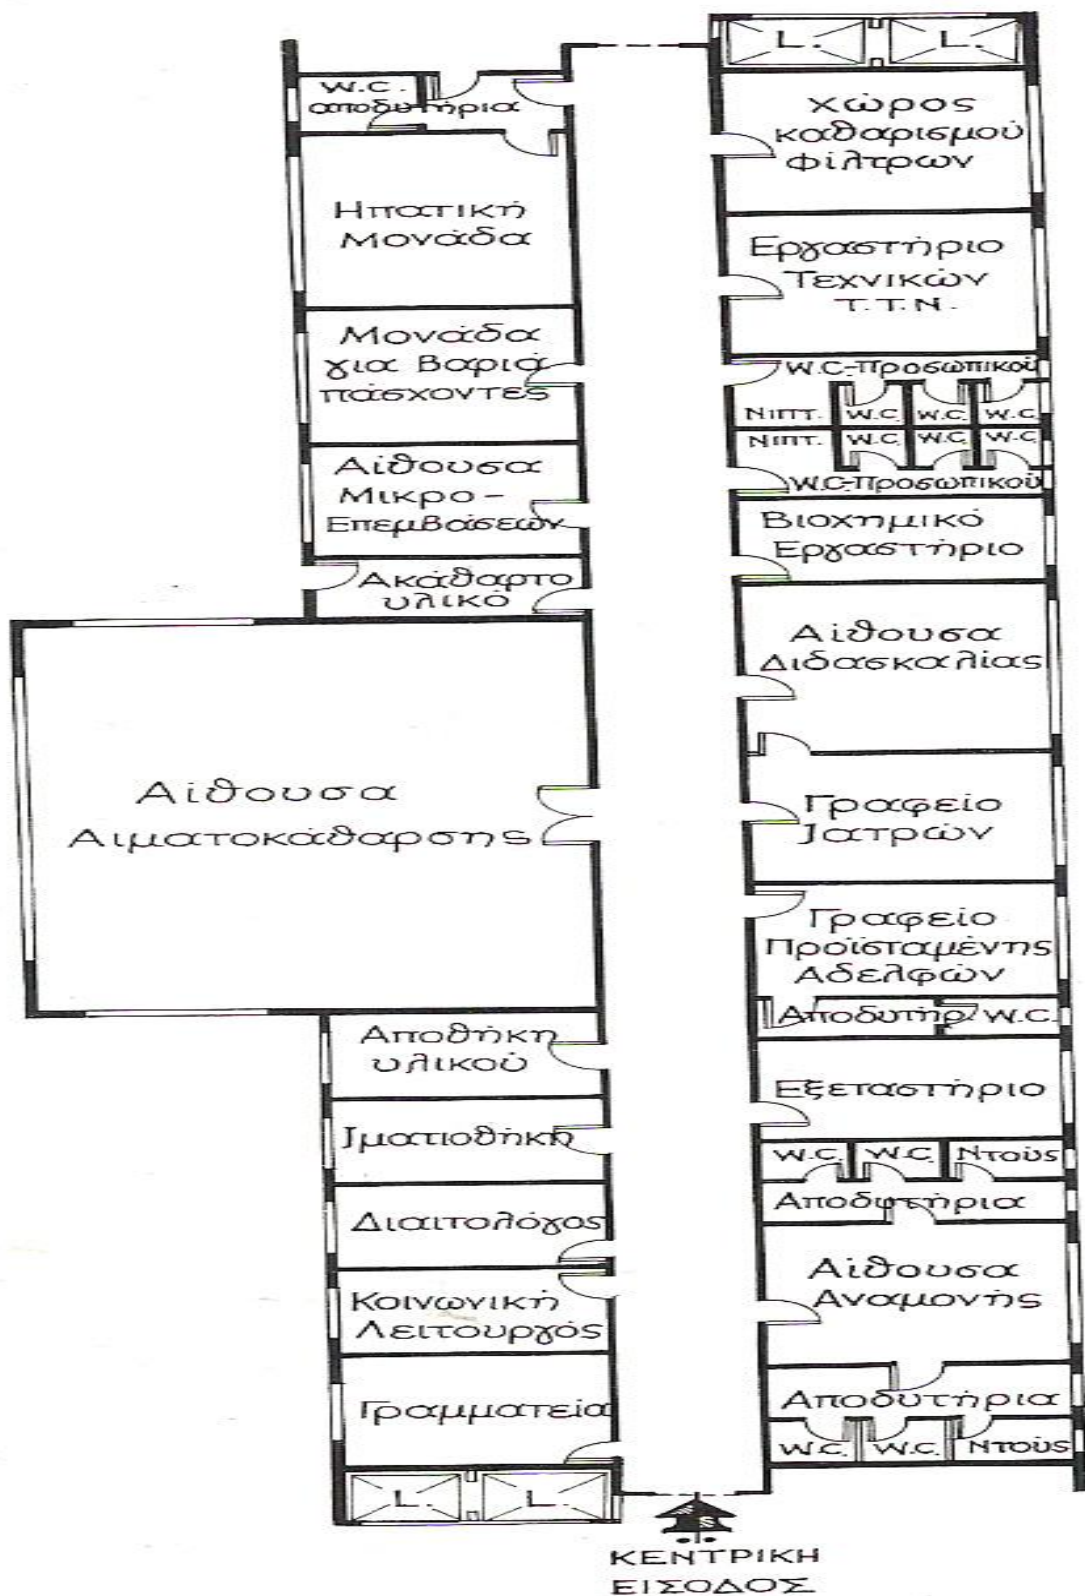 L. L.
W.C.
αποδυτήρια
Ηπατική
Μονάδα
Μονάδα
για Βαριά
πάσχοντες
Αίθουσα
Μικρο-
Επεμβάσεων
Ακάθαρτο
υλικό
Αίθουσα
Αιματοκάθαρσης
Αποθήκη
υλικού
Ιματιοθήκη
Διαιτολόγος
Κοινωνική
Λειτουργός
Γραμματεία
L. L.
χώρος
καθαρισμού
Φίλτρων
Εργαστήριο
Τεχνικών
Τ.Τ.Ν.
W.C-Προσωπικού
Νιπτ. W.C. W.C. W.C.
Νιπτ. W.C. W.C. W.C.
W.C-Προσωπικού
Βιοχημικό
Εργαστήριο
Αίθουσα
Διδασκαλίας
Γραφείο
Ιατρών
Γραφείο
Προϊσταμένης
Αδελφών
Αποδυτήρ. W.C.
Εξεταστήριο
W.C. W.C. Ντούς
Αποδυτήρια
Αίθουσα
Αναμονής
Αποδυτήρια
W.C. W.C. Ντούς
ΚΕΝΤΡΙΚΗ
ΕΙΣΟΔΟΣ